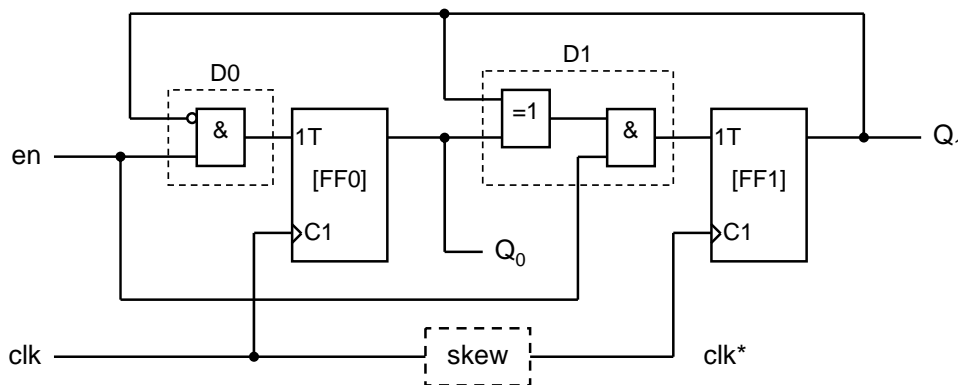 D0
D1
&
=1
&
1T
1T
en
[FF0]
[FF1]
C1
C1
Q0
clk
skew
clk*